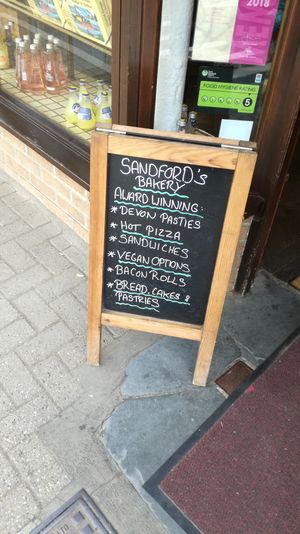 2018
FOOD HYGIENE RATING
5
SANDFORD'S
BAKERY
AWARD WINNING:
* DEVON PASTIES
* HOT PIZZA
* SANDWICHES
* VEGAN OPTIONS
* BACON ROLLS
* BREAD, CAKES &
PASTRIES